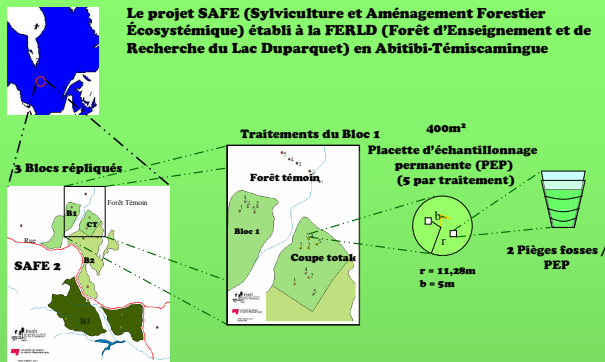 Le projet SAFE (Sylviculture et Aménagement Forestier
Écosystémique) établi à la FERLD (Forêt d'Enseignement et de
Recherche du Lac Duparquet) en Abitibi-Témiscamingue
Traitements du Bloc 1
400m²
Placette d'échantillonnage
permanente (PEP)
(5 par traitement)
3 Blocs répliqués
Forêt Témoin
B1
CT
Rue
SAFE 2
B2
B3
Forêt
Forêt témoin
Bloc 1
Coupe totale
b
r
r = 11,28m
b = 5m
2 Pièges fosses /
PEP